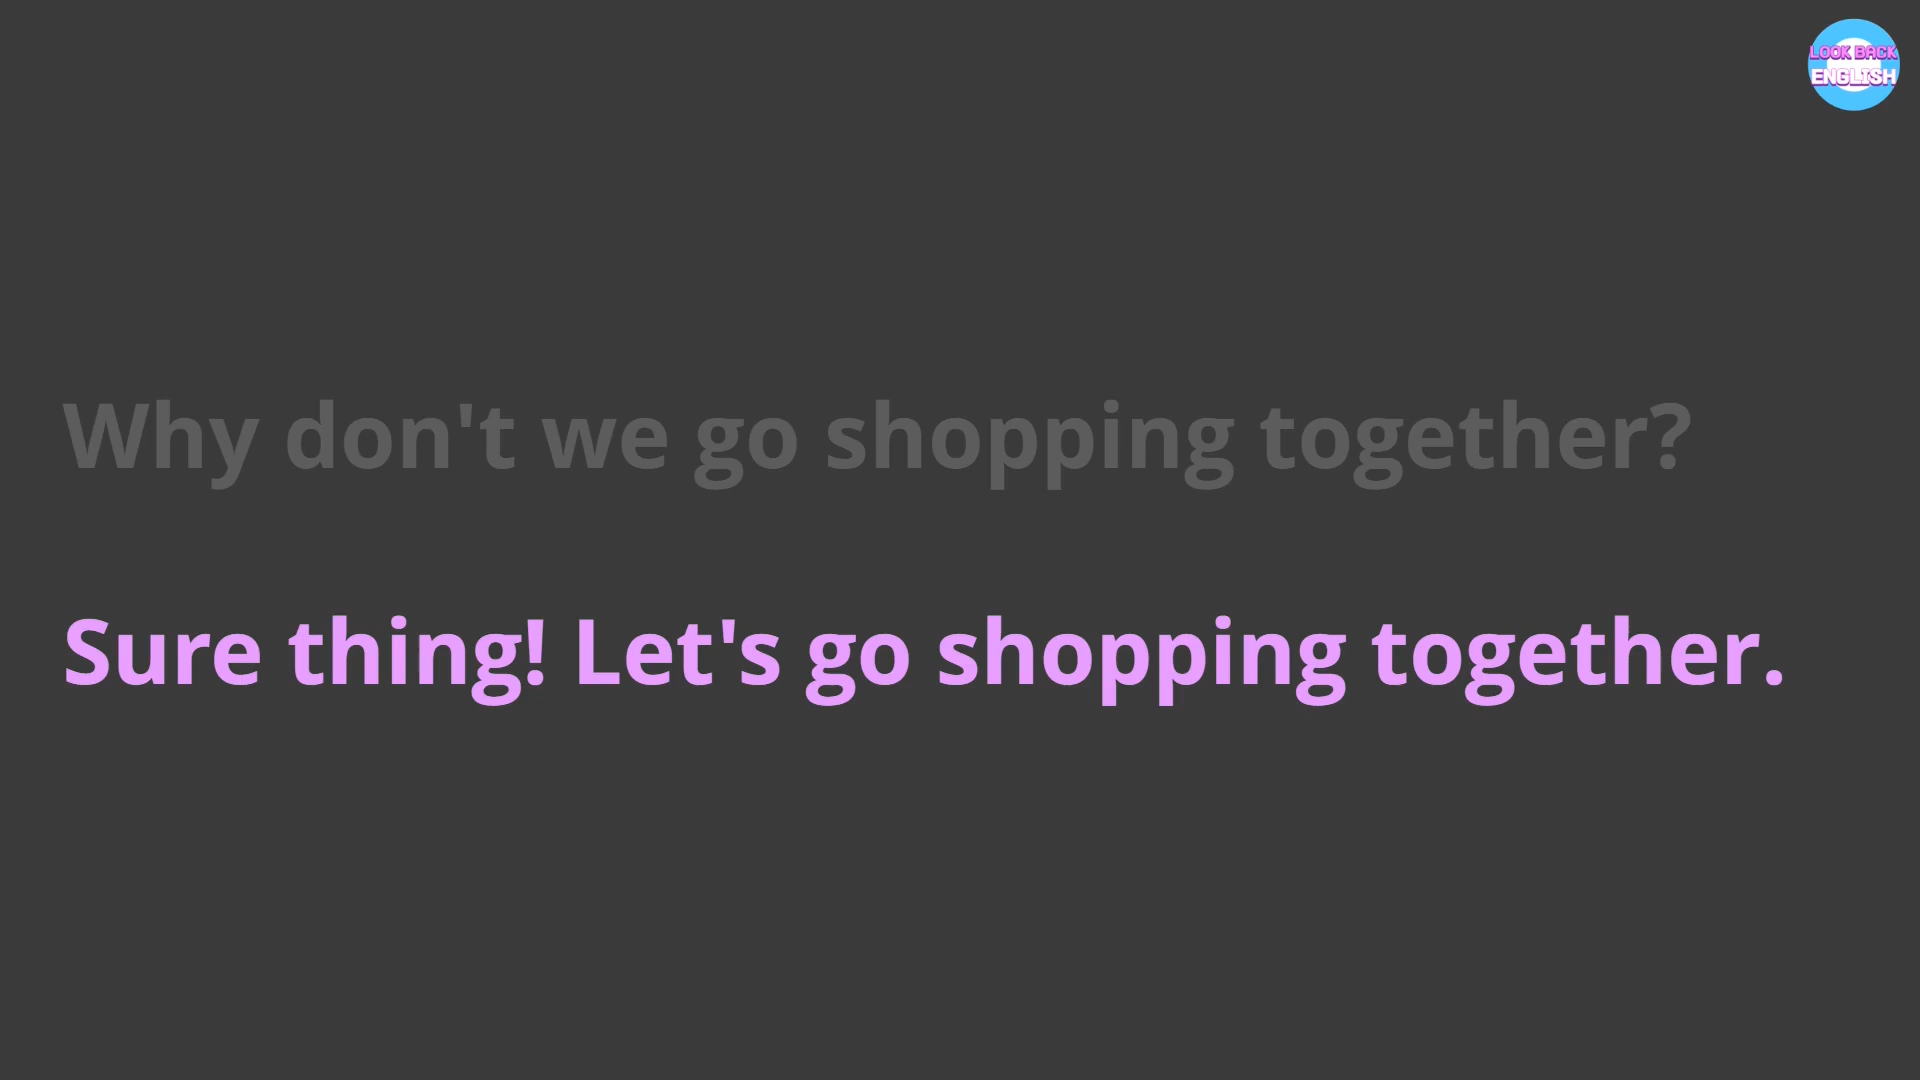 LOOK BACK
ENGLISH
Why don't we go shopping together?
Sure thing! Let's go shopping together.